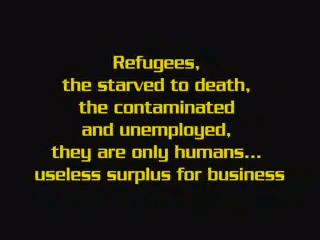 Refugees,
the starved to death,
the contaminated
and unemployed,
they are only humans...
useless surplus for business